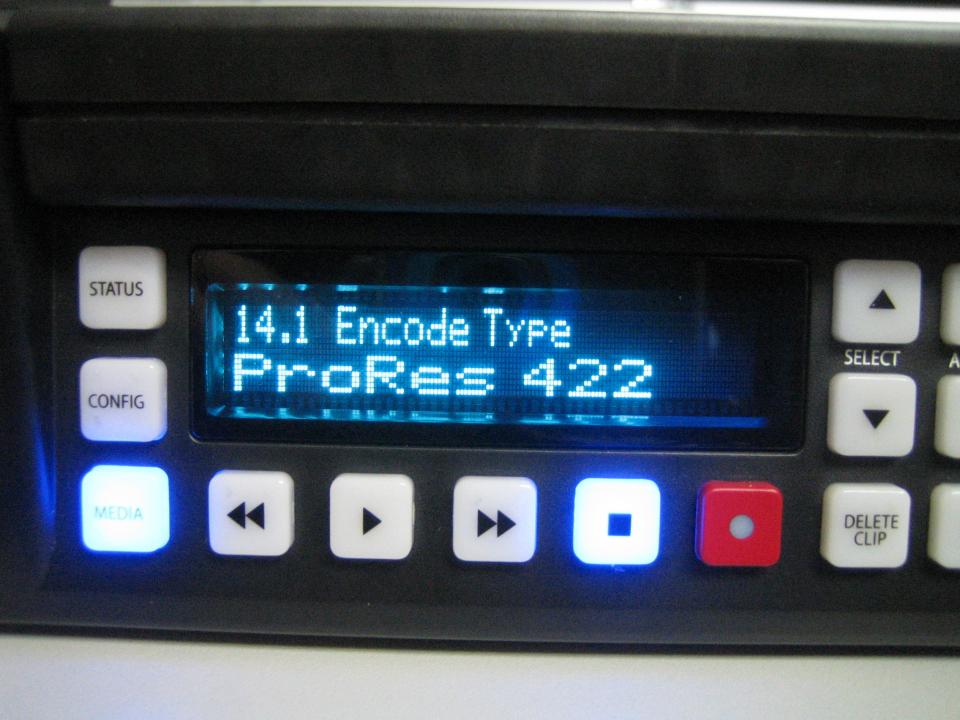 STATUS
14.1 Encode Type
ProRes 422
SELECT
CONFIG
MEDIA
DELETE
CLIP